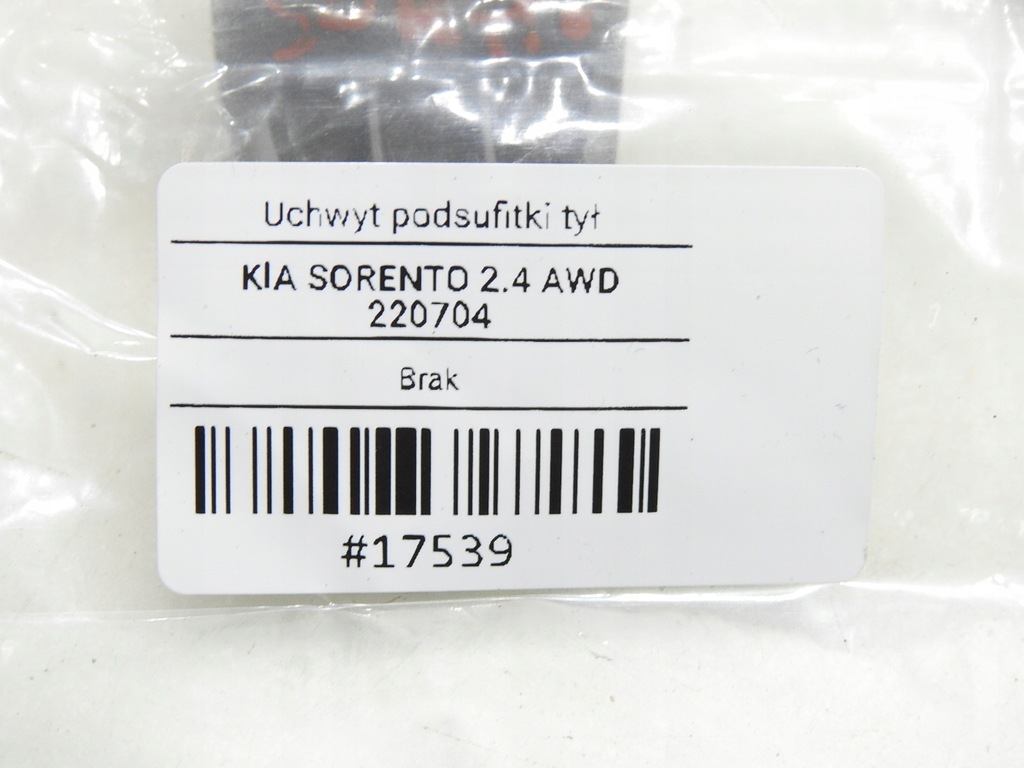 Uchwyt podsufitki tył
KIA SORENTO 2.4 AWD
220704
Brak
#17539